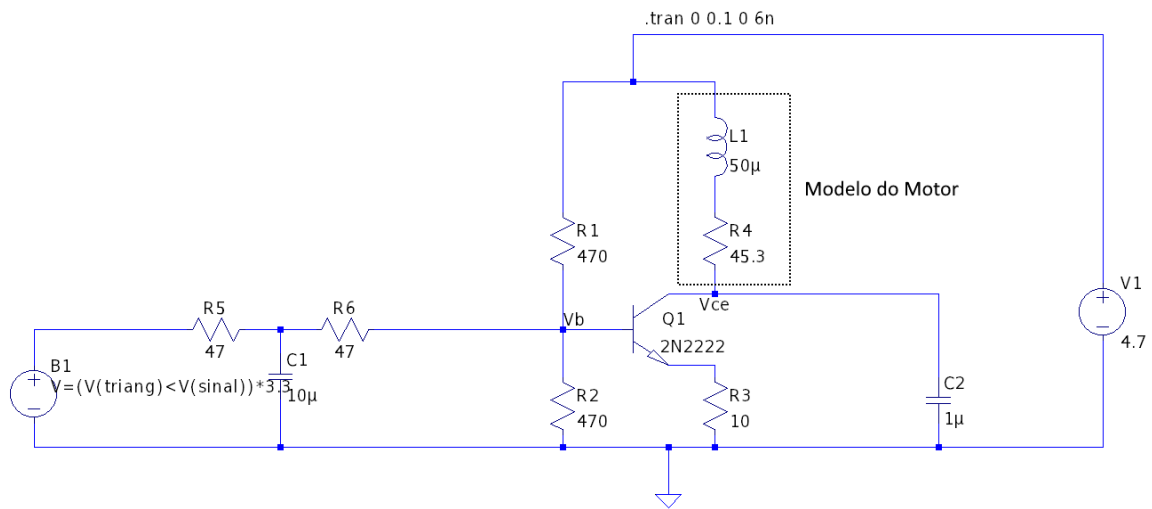 .tran 0 0.1 0 6n
L1
50µ
Modelo do Motor
R1
470
R4
45.3
V1
4.7
Vce
R5
47
R6
47
Vb
Q1
2N2222
B1
V=(V(triang)<V(sinal))*3.3
C1
10µ
R2
470
R3
10
C2
1µ